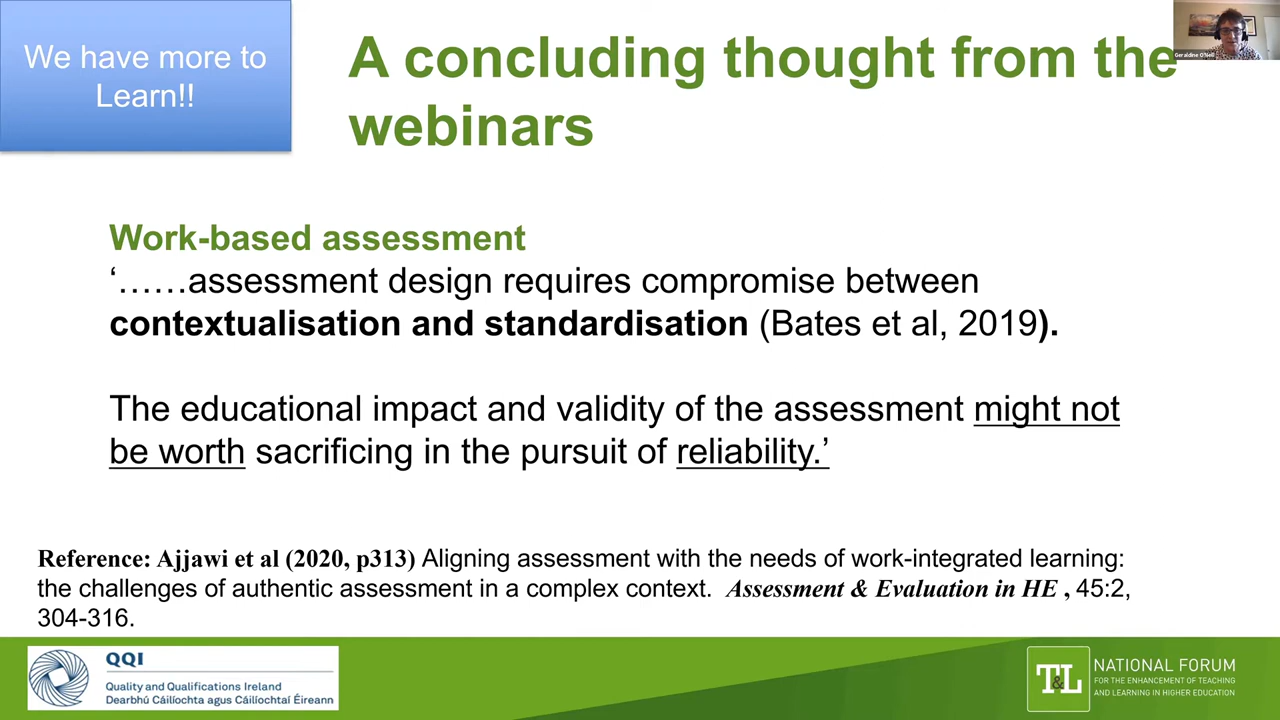 We have more to
Learn!!
A concluding thought from the
webinars
Geraldine O'Neill
Work-based assessment
‘……assessment design requires compromise between
contextualisation and standardisation (Bates et al, 2019).
The educational impact and validity of the assessment might not
be worth sacrificing in the pursuit of reliability.’
Reference: Ajjawi et al (2020, p313) Aligning assessment with the needs of work-integrated learning:
the challenges of authentic assessment in a complex context. Assessment & Evaluation in HE , 45:2,
304-316.
QQI
Quality and Qualifications Ireland
Dearbhú Cáilíochta agus Cáilíochtaí Éireann
T&L
NATIONAL FORUM
FOR THE ENHANCEMENT OF TEACHING
AND LEARNING IN HIGHER EDUCATION